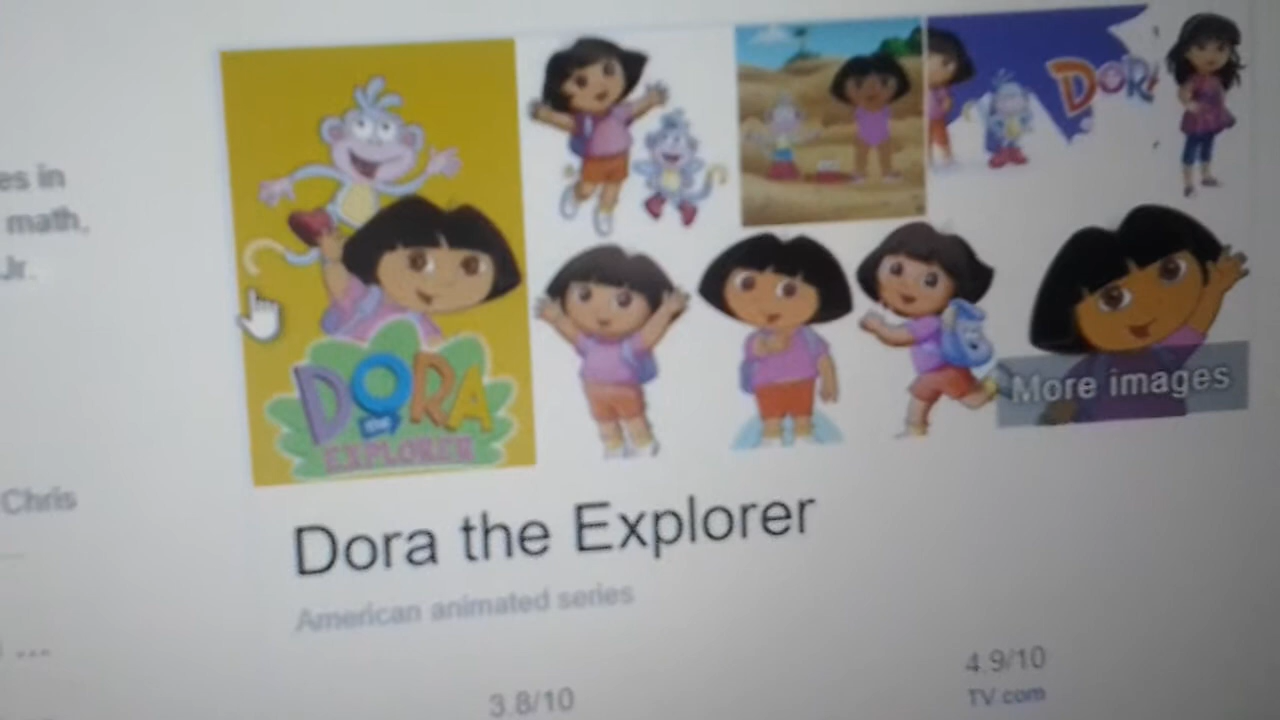 es in
math,
Jr.
Chris
...
DORA
the
EXPLORER
DORA
More images
Dora the Explorer
American animated series
3.8/10
4.9/10
TV.com